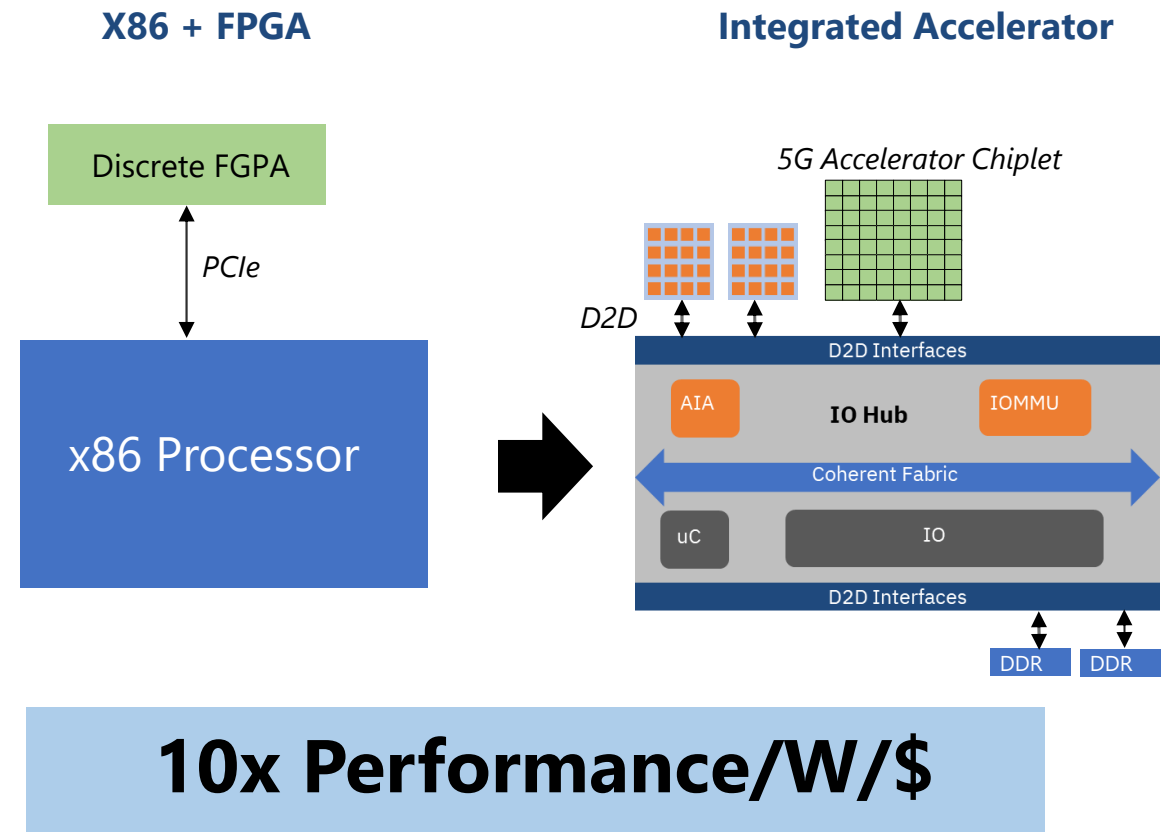 X86 + FPGA
Integrated Accelerator
Discrete FGPA
PCIe
x86 Processor
5G Accelerator Chiplet
D2D
D2D Interfaces
AIA
IO Hub
IOMMU
Coherent Fabric
uC
IO
D2D Interfaces
DDR
DDR
10x Performance/W/$